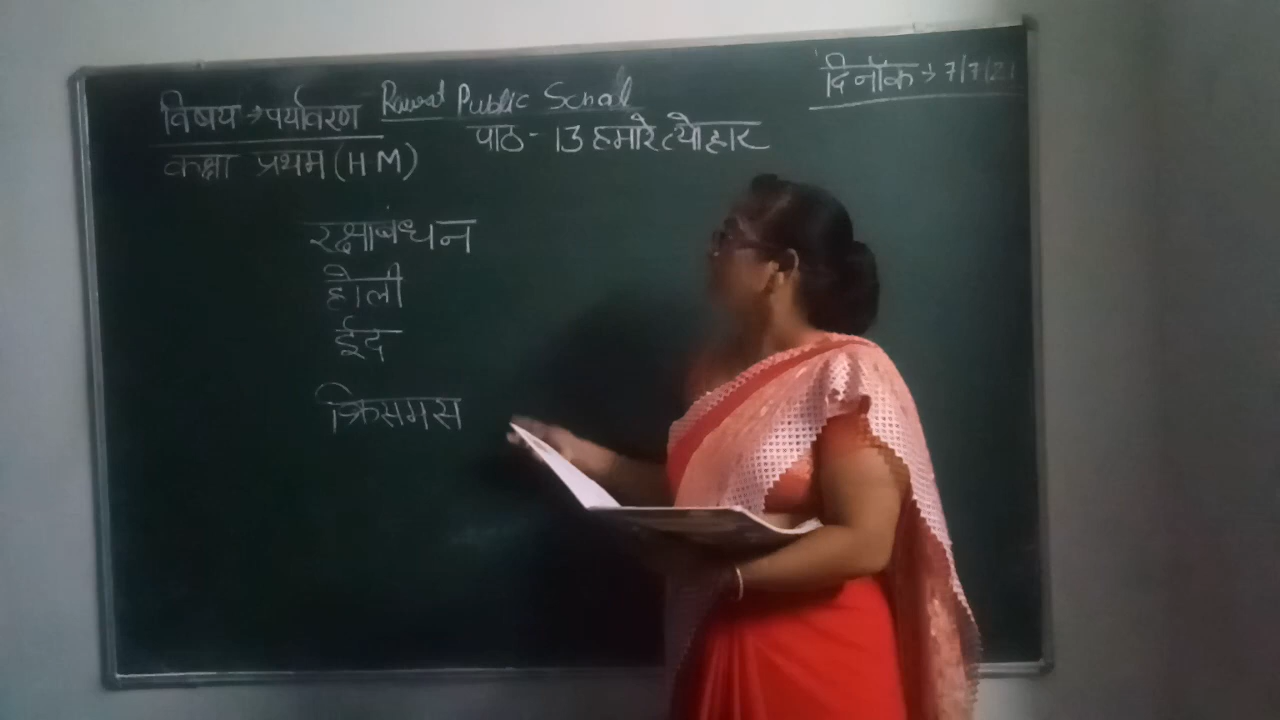 Rawat Public School
दिनाँक → 7/7/21
विषय → पर्यावरण
पाठ - 13 हमारे त्यौहार
कक्षा प्रथम (H M)
रक्षाबंधन
होली
ईद
क्रिसमस